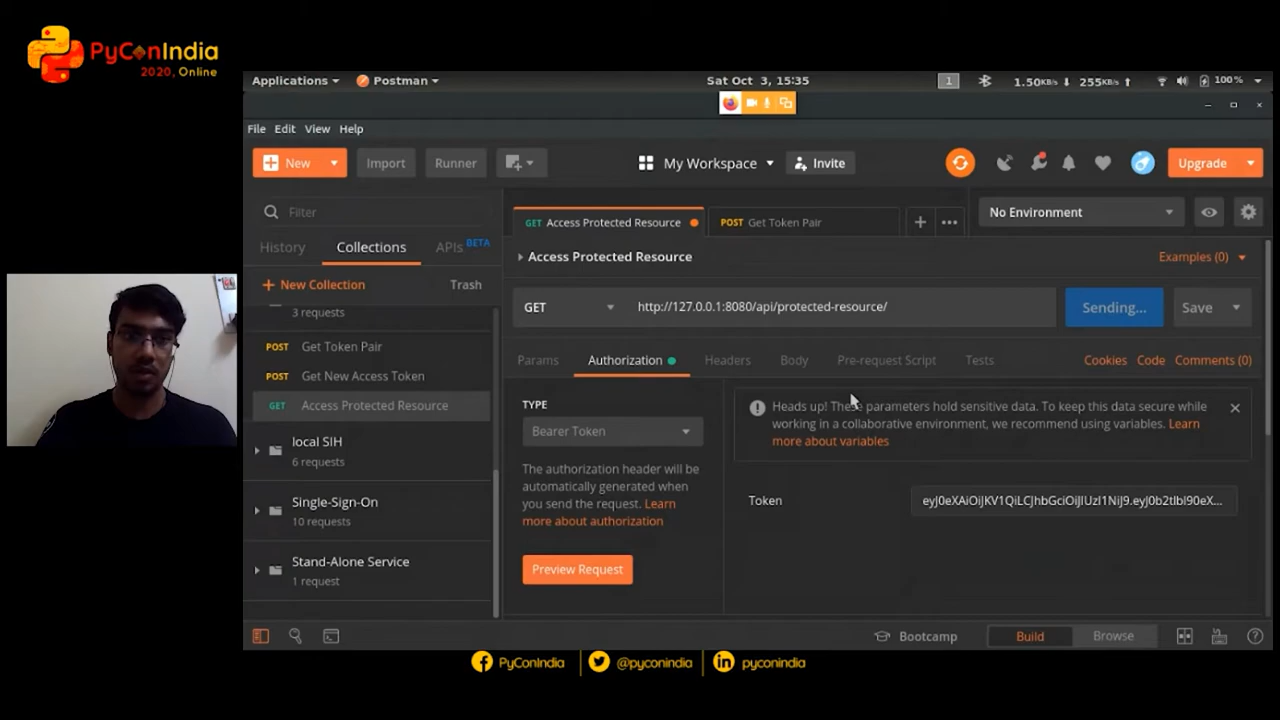 PyConIndia
2020, Online
Applications
Postman
Sat Oct 3, 15:35
1
1.50KB/s
255KB/s
100%
File Edit View Help
New
Import
Runner
My Workspace
Invite
Upgrade
Filter
GET Access Protected Resource
POST Get Token Pair
No Environment
History
Collections
APIs BETA
Access Protected Resource
Examples (0)
New Collection
Trash
3 requests
GET
http://127.0.0.1:8080/api/protected-resource/
Sending...
Save
POST Get Token Pair
POST Get New Access Token
GET Access Protected Resource
Params
Authorization
Headers
Body
Pre-request Script
Tests
Cookies
Code
Comments (0)
local SIH
6 requests
Single-Sign-On
10 requests
Stand-Alone Service
1 request
TYPE
Bearer Token
The authorization header will be
automatically generated when
you send the request. Learn
more about authorization
Preview Request
Heads up! These parameters hold sensitive data. To keep this data secure while
working in a collaborative environment, we recommend using variables. Learn
more about variables
Token
Bootcamp
Build
Browse
PyConIndia
@pyconindia
pyconindia